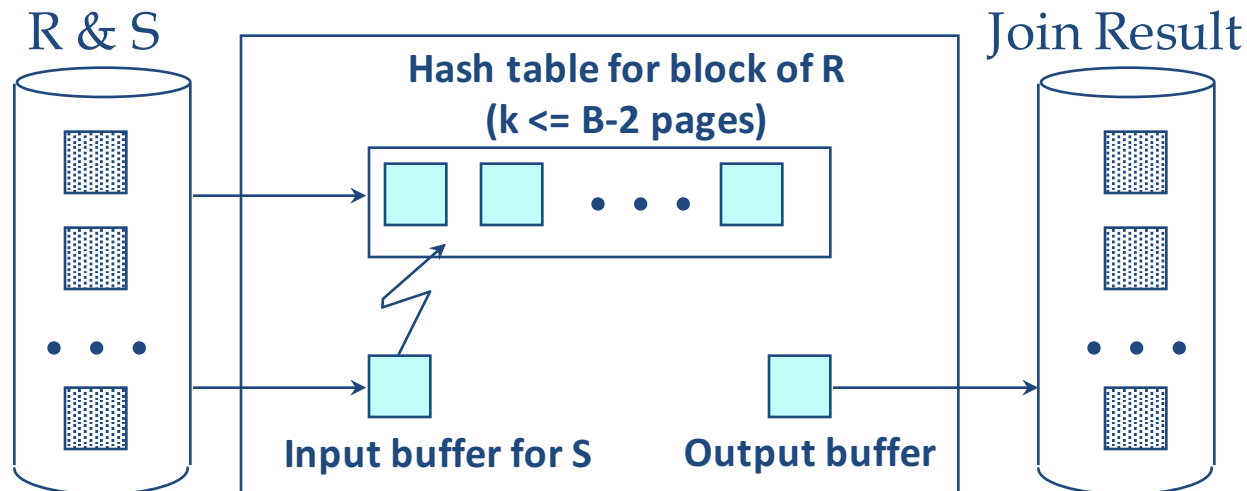 R & S
Join Result
Hash table for block of R
(k <= B-2 pages)
• • •
• • •
• • •
Input buffer for S
Output buffer